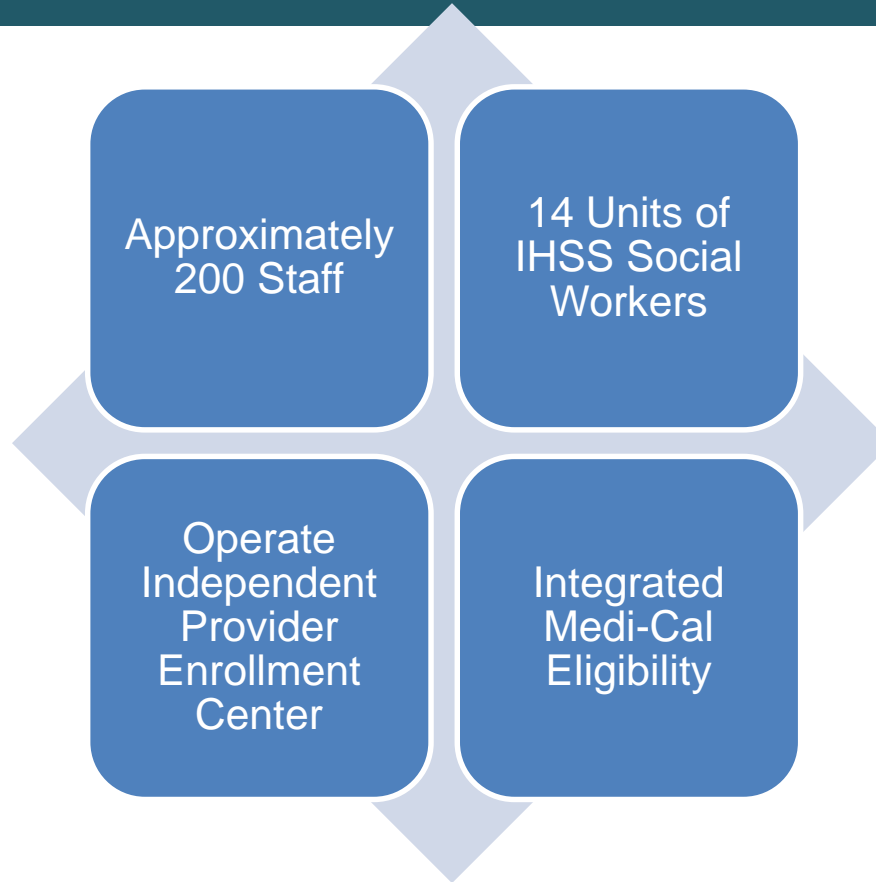 Approximately
200 Staff
14 Units of
IHSS Social
Workers
Operate
Independent
Provider
Enrollment
Center
Integrated
Medi-Cal
Eligibility